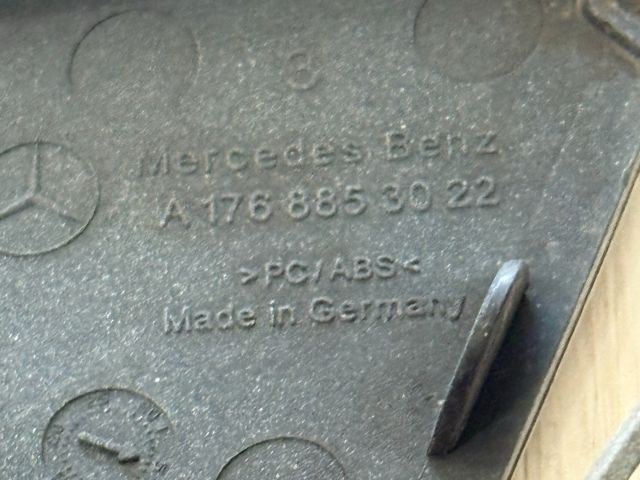 8
Mercedes Benz
A 176 885 30 22
>PC/ABS<
Made in Germany